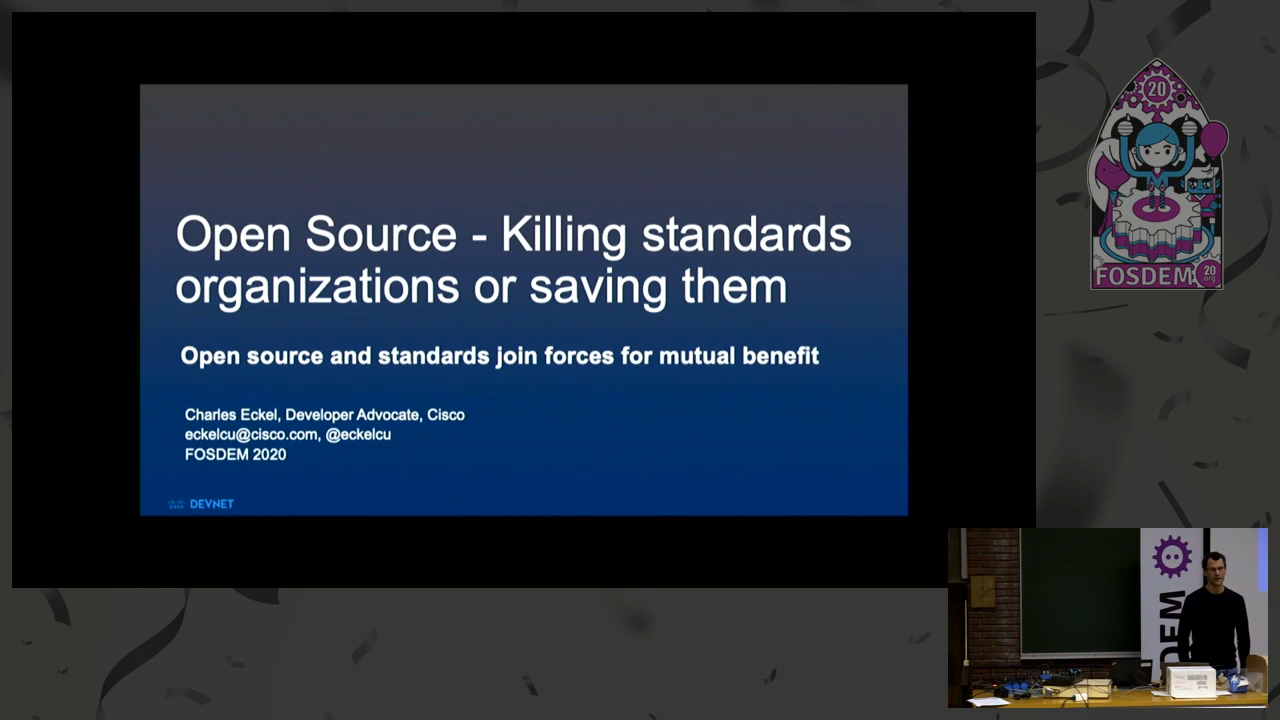 Open Source - Killing standards
organizations or saving them
Open source and standards join forces for mutual benefit
Charles Eckel, Developer Advocate, Cisco
eckelcu@cisco.com, @eckelcu
FOSDEM 2020
DEVNET
20
FOSDEM
20
org
DEM